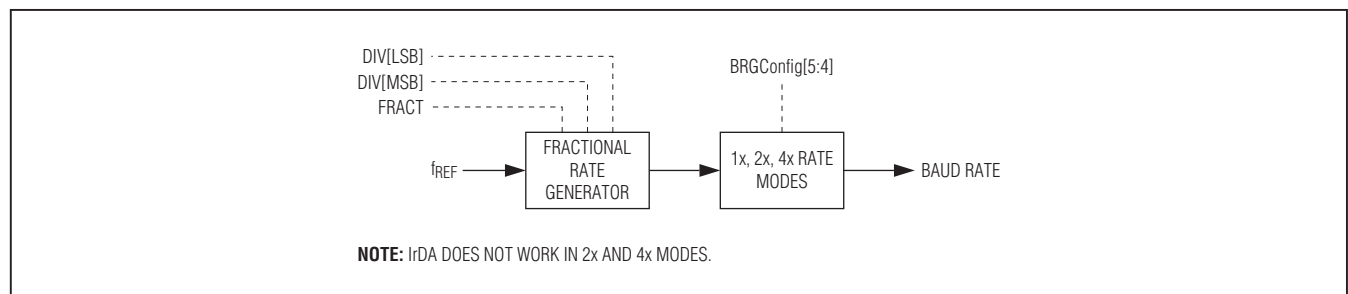 DIV[LSB]
DIV[MSB]
FRACT
BRGConfig[5:4]
fREF
FRACTIONAL
RATE
GENERATOR
1x, 2x, 4x RATE
MODES
BAUD RATE
NOTE: IrDA DOES NOT WORK IN 2x AND 4x MODES.